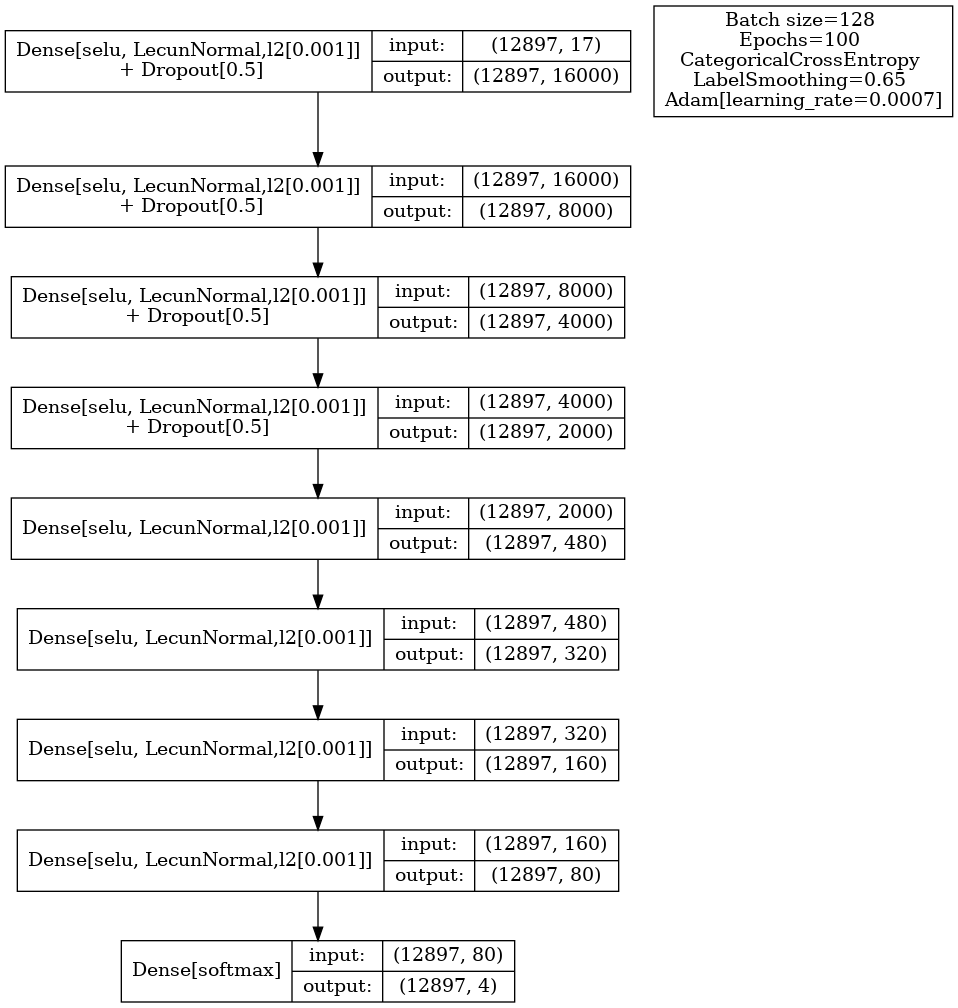 Dense[selu, LecunNormal,l2[0.001]]
+ Dropout[0.5]
input:
(12897, 17)
output:
(12897, 16000)
Batch size=128
Epochs=100
CategoricalCrossEntropy
LabelSmoothing=0.65
Adam[learning_rate=0.0007]
Dense[selu, LecunNormal,l2[0.001]]
+ Dropout[0.5]
input:
(12897, 16000)
output:
(12897, 8000)
Dense[selu, LecunNormal,l2[0.001]]
+ Dropout[0.5]
input:
(12897, 8000)
output:
(12897, 4000)
Dense[selu, LecunNormal,l2[0.001]]
+ Dropout[0.5]
input:
(12897, 4000)
output:
(12897, 2000)
Dense[selu, LecunNormal,l2[0.001]]
input:
(12897, 2000)
output:
(12897, 480)
Dense[selu, LecunNormal,l2[0.001]]
input:
(12897, 480)
output:
(12897, 320)
Dense[selu, LecunNormal,l2[0.001]]
input:
(12897, 320)
output:
(12897, 160)
Dense[selu, LecunNormal,l2[0.001]]
input:
(12897, 160)
output:
(12897, 80)
Dense[softmax]
input:
(12897, 80)
output:
(12897, 4)